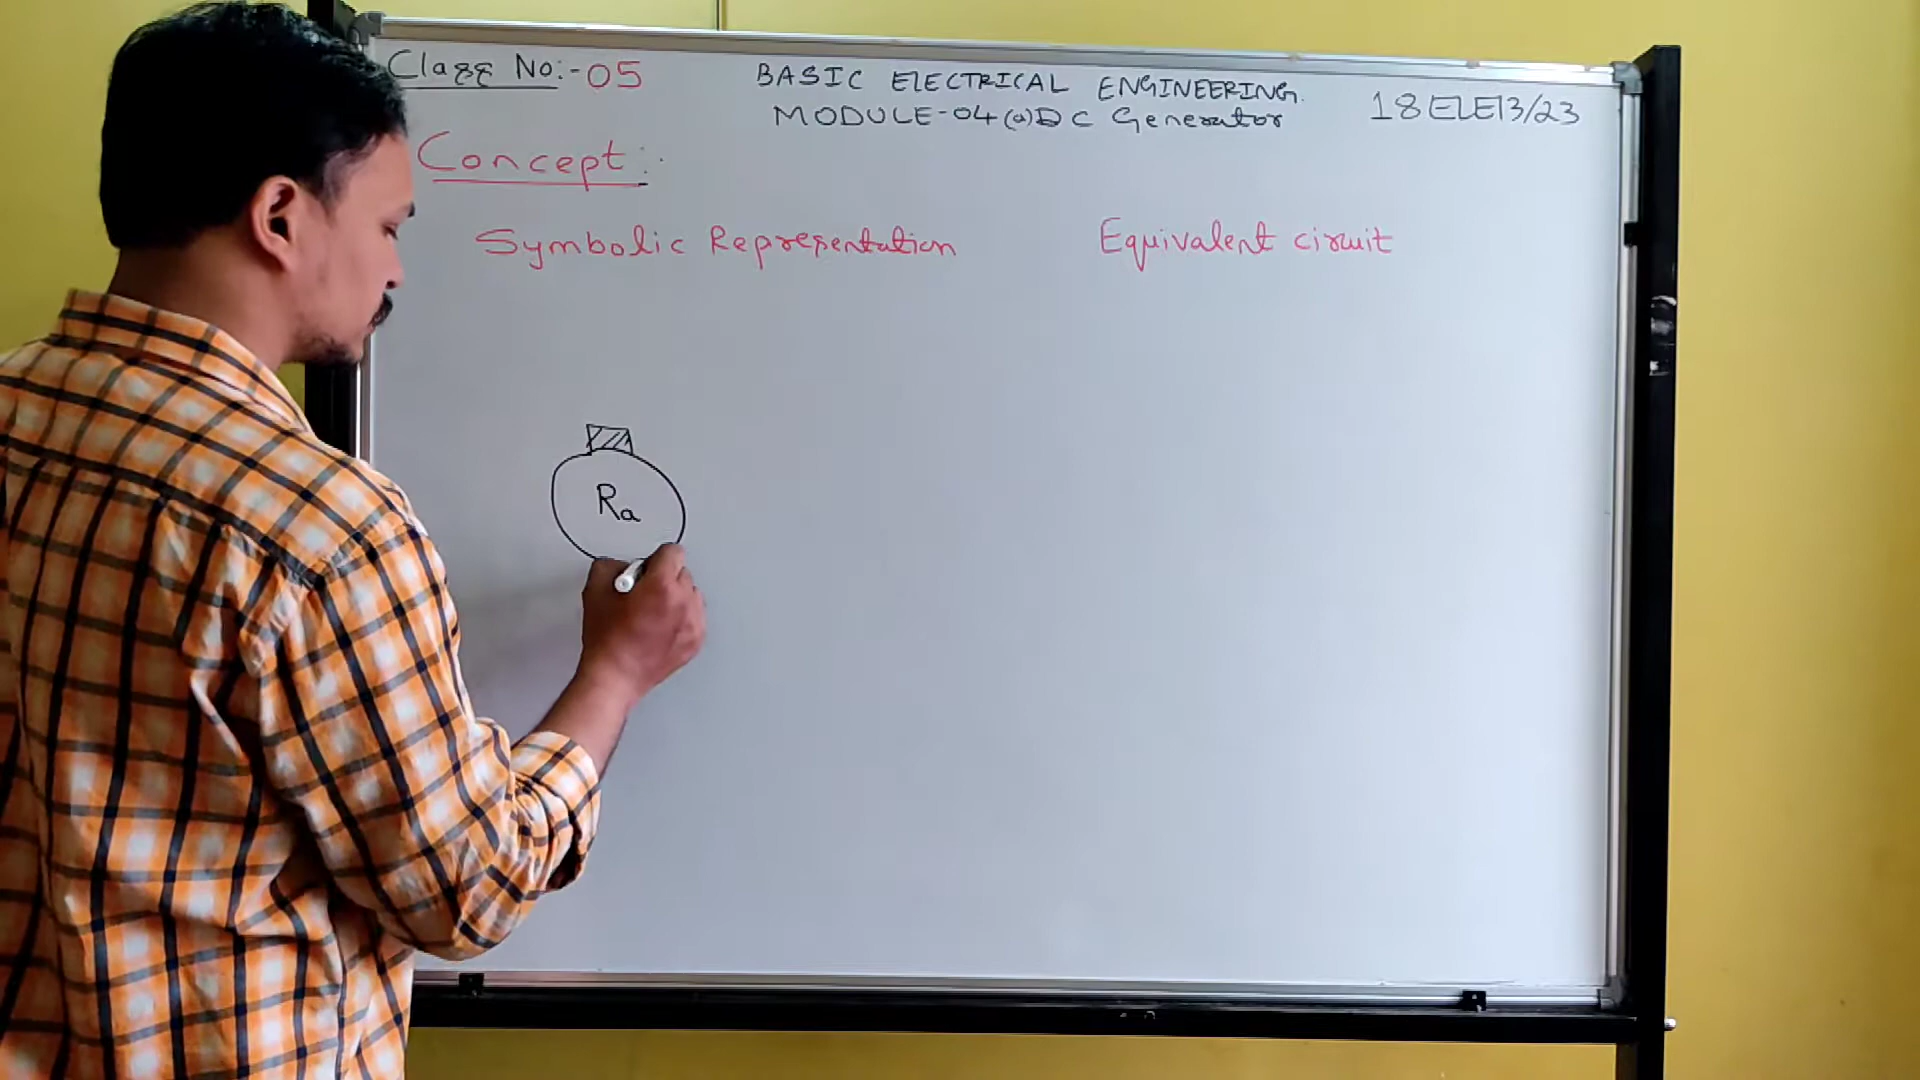 Class No:- 05
BASIC ELECTRICAL ENGINEERING.
MODULE-04(a) DC Generator
18ELE13/23
Concept:
Symbolic Representation
Equivalent circuit
Ra